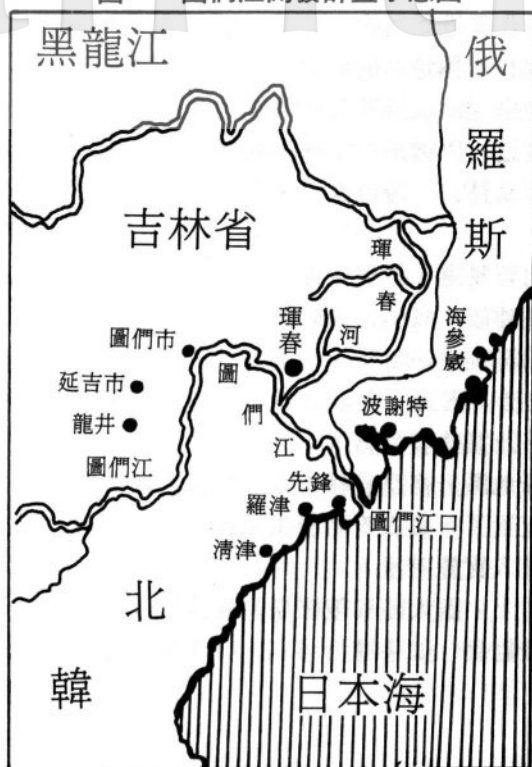 黑龍江
俄羅斯
吉林省
琿春河
海參崴
琿春
圖們市
圖們江
延吉市
波謝特
龍井
圖們江
先鋒
羅津
圖們江口
清津
北韓
日本海